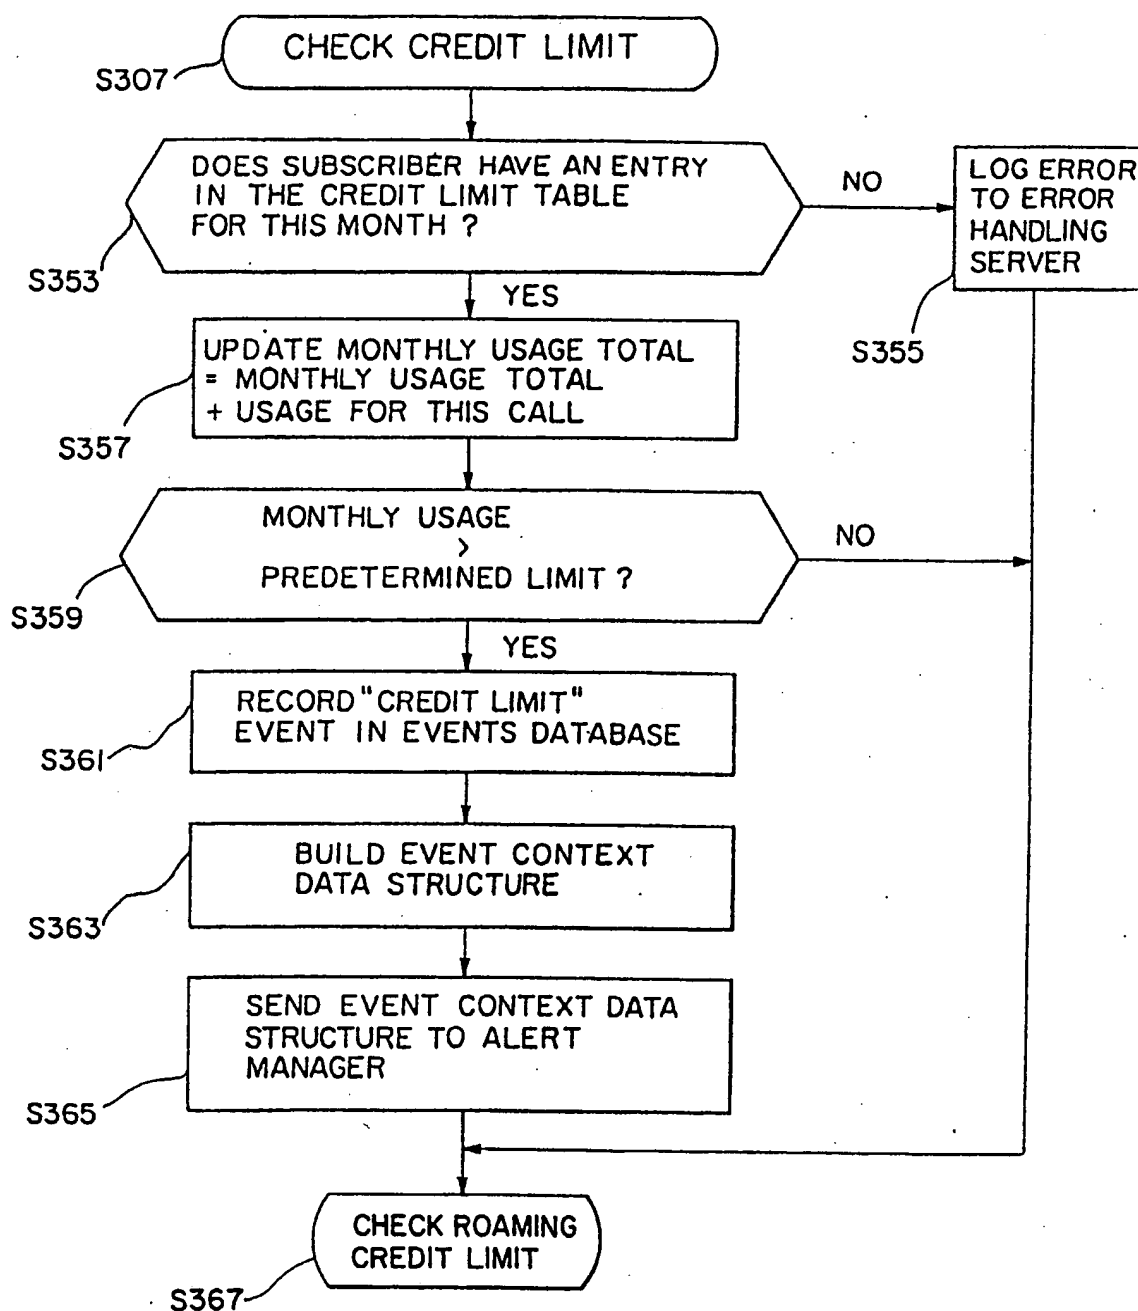 CHECK CREDIT LIMIT
S307
DOES SUBSCRIBER HAVE AN ENTRY
IN THE CREDIT LIMIT TABLE
FOR THIS MONTH ?
S353
NO
LOG ERROR
TO ERROR
HANDLING
SERVER
S355
YES
UPDATE MONTHLY USAGE TOTAL
= MONTHLY USAGE TOTAL
+ USAGE FOR THIS CALL
S357
MONTHLY USAGE
>
PREDETERMINED LIMIT ?
S359
NO
YES
RECORD "CREDIT LIMIT"
EVENT IN EVENTS DATABASE
S361
BUILD EVENT CONTEXT
DATA STRUCTURE
S363
SEND EVENT CONTEXT DATA
STRUCTURE TO ALERT
MANAGER
S365
CHECK ROAMING
CREDIT LIMIT
S367